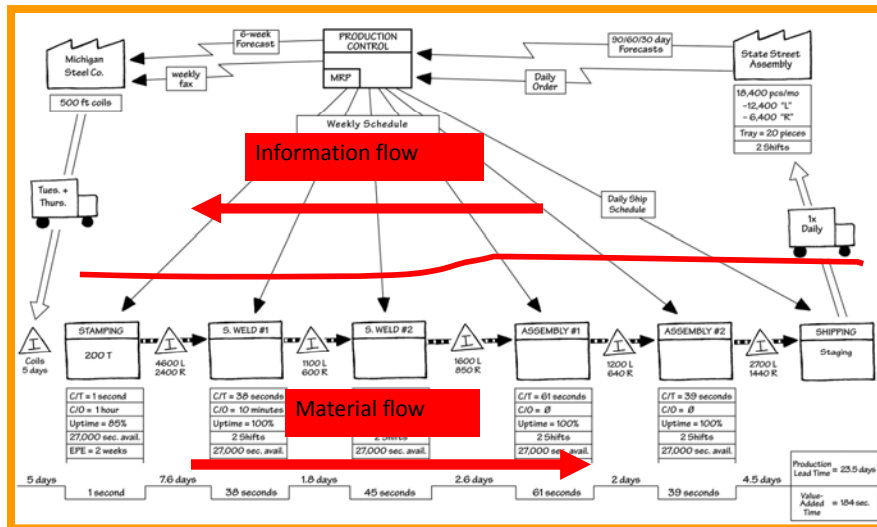 Michigan
Steel Co.
500 ft coils
6-week
Forecast
weekly
fax
PRODUCTION
CONTROL
MRP
90/60/30 day
Forecasts
Daily
Order
State Street
Assembly
18,400 pcs/mo
-12,400 "L"
- 6,400 "R"
Tray = 20 pieces
2 Shifts
Weekly Schedule
Information flow
Tues. +
Thurs.
Daily Ship
Schedule
1x
Daily
I
Coils
5 days
STAMPING
200 T
I
4600 L
2400 R
S. WELD #1
I
1100 L
600 R
S. WELD #2
I
1600 L
850 R
ASSEMBLY #1
I
1200 L
640 R
ASSEMBLY #2
I
2700 L
1440 R
SHIPPING
Staging
C/T = 1 second
C/O = 1 hour
Uptime = 85%
27,000 sec. avail.
EPE = 2 weeks
C/T = 38 seconds
C/O = 10 minutes
Uptime = 100%
2 Shifts
27,000 sec. avail.
Material flow
2 Shifts
27,000 sec. avail.
C/T = 61 seconds
C/O = Ø
Uptime = 100%
2 Shifts
27,000 sec. avail.
C/T = 39 seconds
C/O = Ø
Uptime = 100%
2 Shifts
27,000 sec. avail.
5 days
1 second
7.6 days
38 seconds
1.8 days
45 seconds
2.6 days
61 seconds
2 days
39 seconds
4.5 days
Production
Lead Time = 23.5 days
Value-
Added
Time = 184 sec.